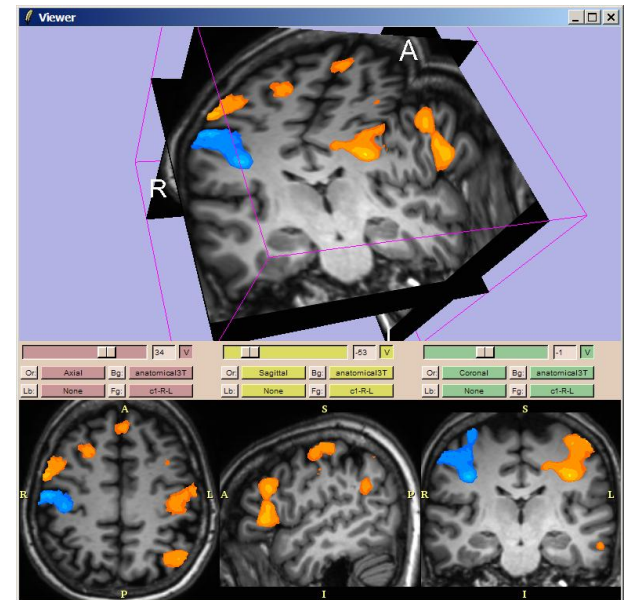 Viewer
A
R
34 V -53 V -1 V
Or: Axial Bg: anatomical3T Or: Sagittal Bg: anatomical3T Or: Coronal Bg: anatomical3T
Lb: None Fg: c1-R-L Lb: None Fg: c1-R-L Lb: None Fg: c1-R-L
A S S
R L A P R L
P I I